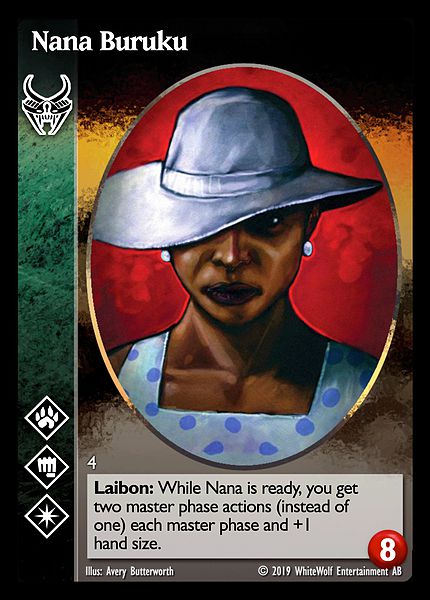 Nana Buruku
4
Laibon: While Nana is ready, you get
two master phase actions (instead of
one) each master phase and +1
hand size.
8
Illus: Avery Butterworth © 2019 WhiteWolf Entertainment AB